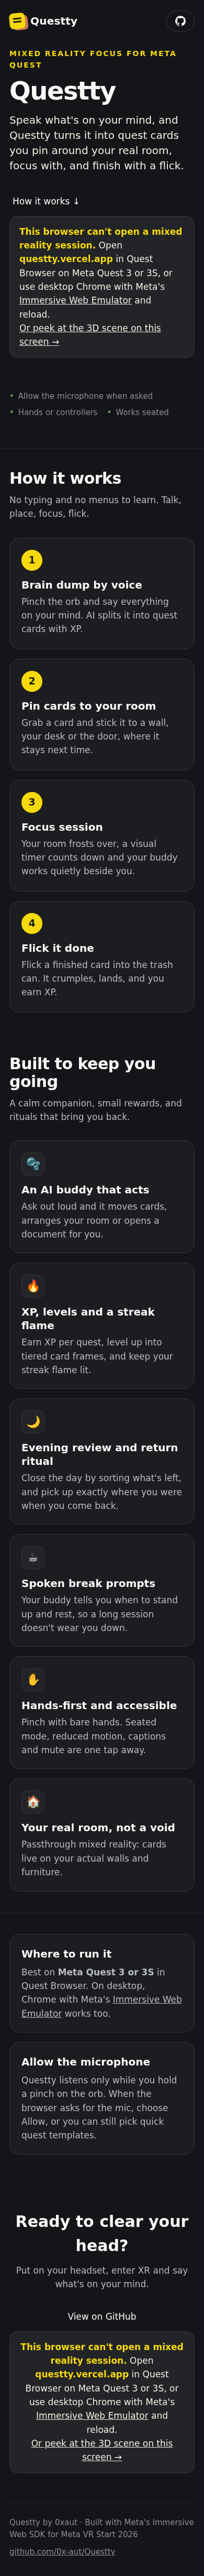 Questty
MIXED REALITY FOCUS FOR META
QUEST
Questty
Speak what's on your mind, and
Questty turns it into quest cards
you pin around your real room,
focus with, and finish with a flick.
How it works ↓
This browser can't open a mixed
reality session. Open
questty.vercel.app in Quest
Browser on Meta Quest 3 or 3S, or
use desktop Chrome with Meta's
Immersive Web Emulator and
reload.
Or peek at the 3D scene on this
screen →
• Allow the microphone when asked
• Hands or controllers • Works seated
How it works
No typing and no menus to learn. Talk,
place, focus, flick.
1
Brain dump by voice
Pinch the orb and say everything
on your mind. AI splits it into quest
cards with XP.
2
Pin cards to your room
Grab a card and stick it to a wall,
your desk or the door, where it
stays next time.
3
Focus session
Your room frosts over, a visual
timer counts down and your buddy
works quietly beside you.
4
Flick it done
Flick a finished card into the trash
can. It crumples, lands, and you
earn XP.
Built to keep you
going
A calm companion, small rewards, and
rituals that bring you back.
An AI buddy that acts
Ask out loud and it moves cards,
arranges your room or opens a
document for you.
XP, levels and a streak
flame
Earn XP per quest, level up into
tiered card frames, and keep your
streak flame lit.
Evening review and return
ritual
Close the day by sorting what's left,
and pick up exactly where you were
when you come back.
Spoken break prompts
Your buddy tells you when to stand
up and rest, so a long session
doesn't wear you down.
Hands-first and accessible
Pinch with bare hands. Seated
mode, reduced motion, captions
and mute are one tap away.
Your real room, not a void
Passthrough mixed reality: cards
live on your actual walls and
furniture.
Where to run it
Best on Meta Quest 3 or 3S in
Quest Browser. On desktop,
Chrome with Meta's Immersive Web
Emulator works too.
Allow the microphone
Questty listens only while you hold
a pinch on the orb. When the
browser asks for the mic, choose
Allow, or you can still pick quick
quest templates.
Ready to clear your
head?
Put on your headset, enter XR and say
what's on your mind.
View on GitHub
This browser can't open a mixed
reality session. Open
questty.vercel.app in Quest
Browser on Meta Quest 3 or 3S, or
use desktop Chrome with Meta's
Immersive Web Emulator and
reload.
Or peek at the 3D scene on this
screen →
Questty by 0xaut · Built with Meta's Immersive
Web SDK for Meta VR Start 2026
github.com/0x-aut/Questty